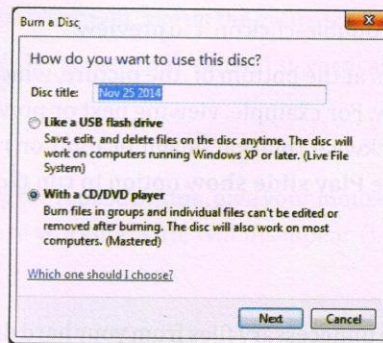 Burn a Disc
How do you want to use this disc?
Disc title: Nov 25 2014
Like a USB flash drive
Save, edit, and delete files on the disc anytime. The disc will
work on computers running Windows XP or later. (Live File
System)
With a CD/DVD player
Burn files in groups and individual files can't be edited or
removed after burning. The disc will also work on most
computers. (Mastered)
Which one should I choose?
Next Cancel